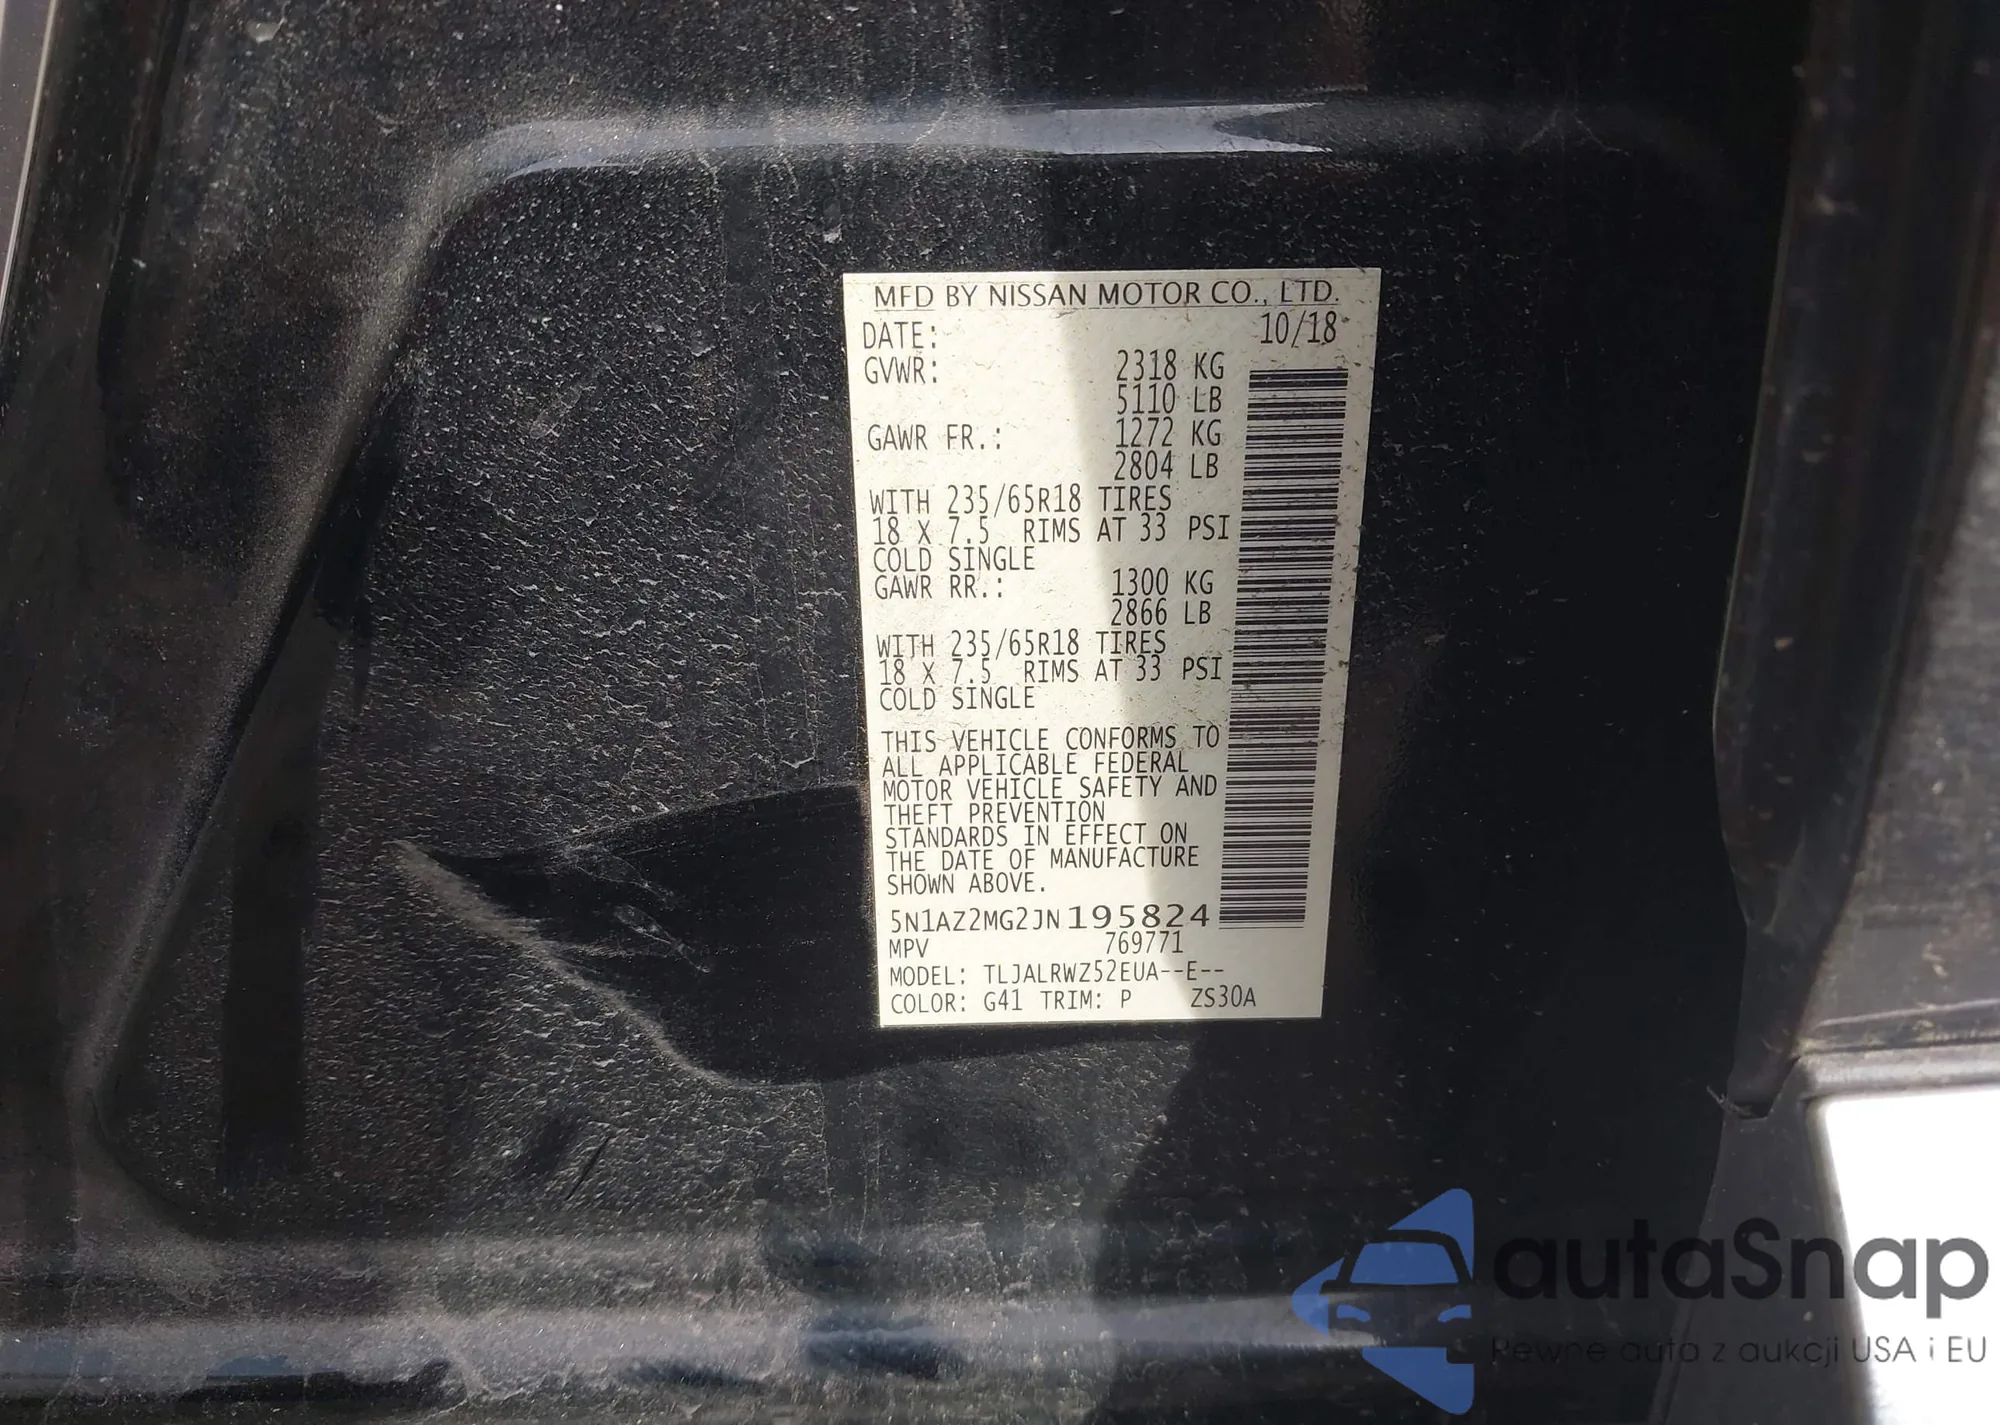 MFD BY NISSAN MOTOR CO., LTD.
DATE: 10/18
GVWR: 2318 KG
5110 LB
GAWR FR.: 1272 KG
2804 LB
WITH 235/65R18 TIRES
18 X 7.5 RIMS AT 33 PSI
COLD SINGLE
GAWR RR.: 1300 KG
2866 LB
WITH 235/65R18 TIRES
18 X 7.5 RIMS AT 33 PSI
COLD SINGLE
THIS VEHICLE CONFORMS TO
ALL APPLICABLE FEDERAL
MOTOR VEHICLE SAFETY AND
THEFT PREVENTION
STANDARDS IN EFFECT ON
THE DATE OF MANUFACTURE
SHOWN ABOVE.
5N1AZ2MG2JN195824
MPV 769771
MODEL: TLJALRWZ52EUA--E--
COLOR: G41 TRIM: P ZS30A
autaSnap
Pewne auta z aukcji USA i EU